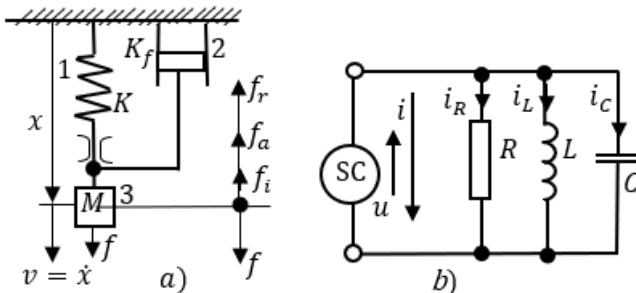 K_f
2
1
K
f_r
x
f_a
f_i
M
3
f
f
v = ẋ
a)
i
i_R
i_L
i_C
SC
R
L
C
u
b)